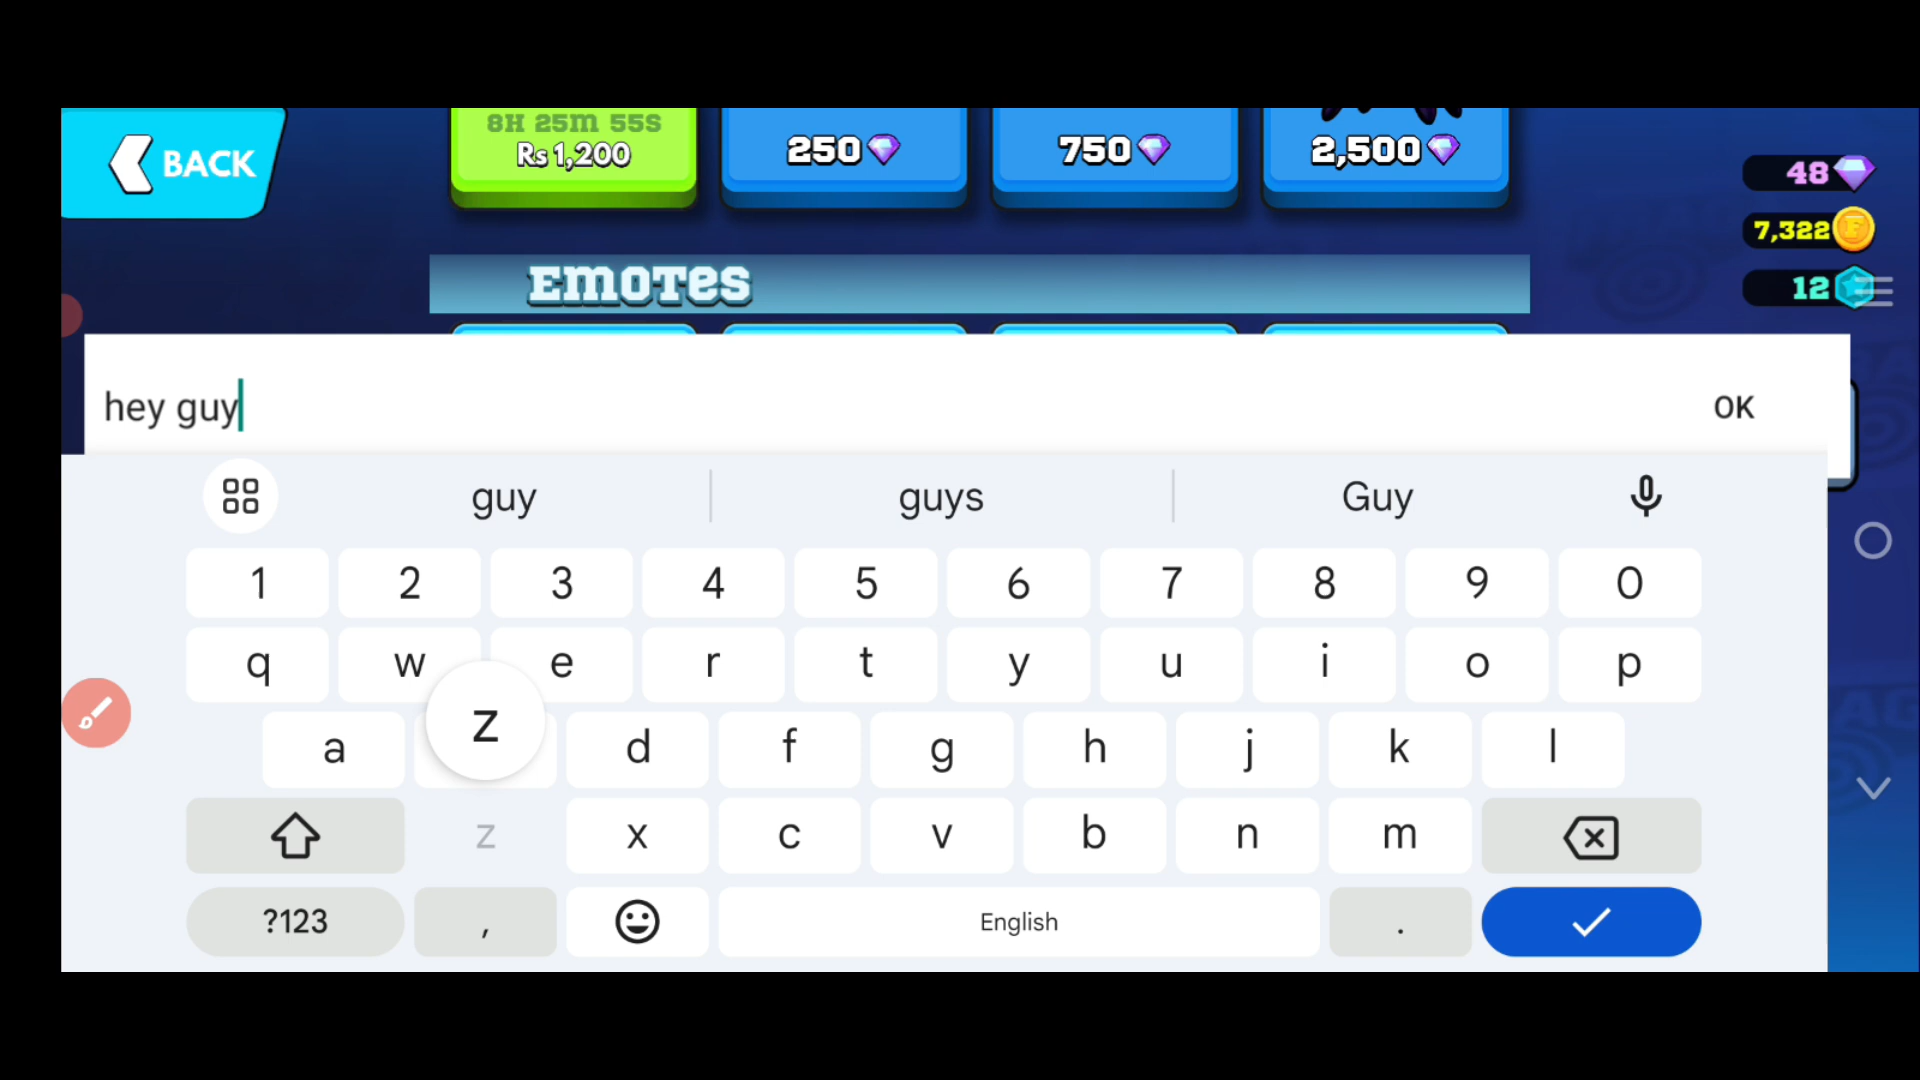 8H 25m 55s
Rs 1,200
250
750
2,500
BACK
48
7,322
12
EmoTes
hey guy
OK
guy guys Guy
1 2 3 4 5 6 7 8 9 0
q w e r t y u i o p
a z d f g h j k l
z x c v b n m
?123 , English .